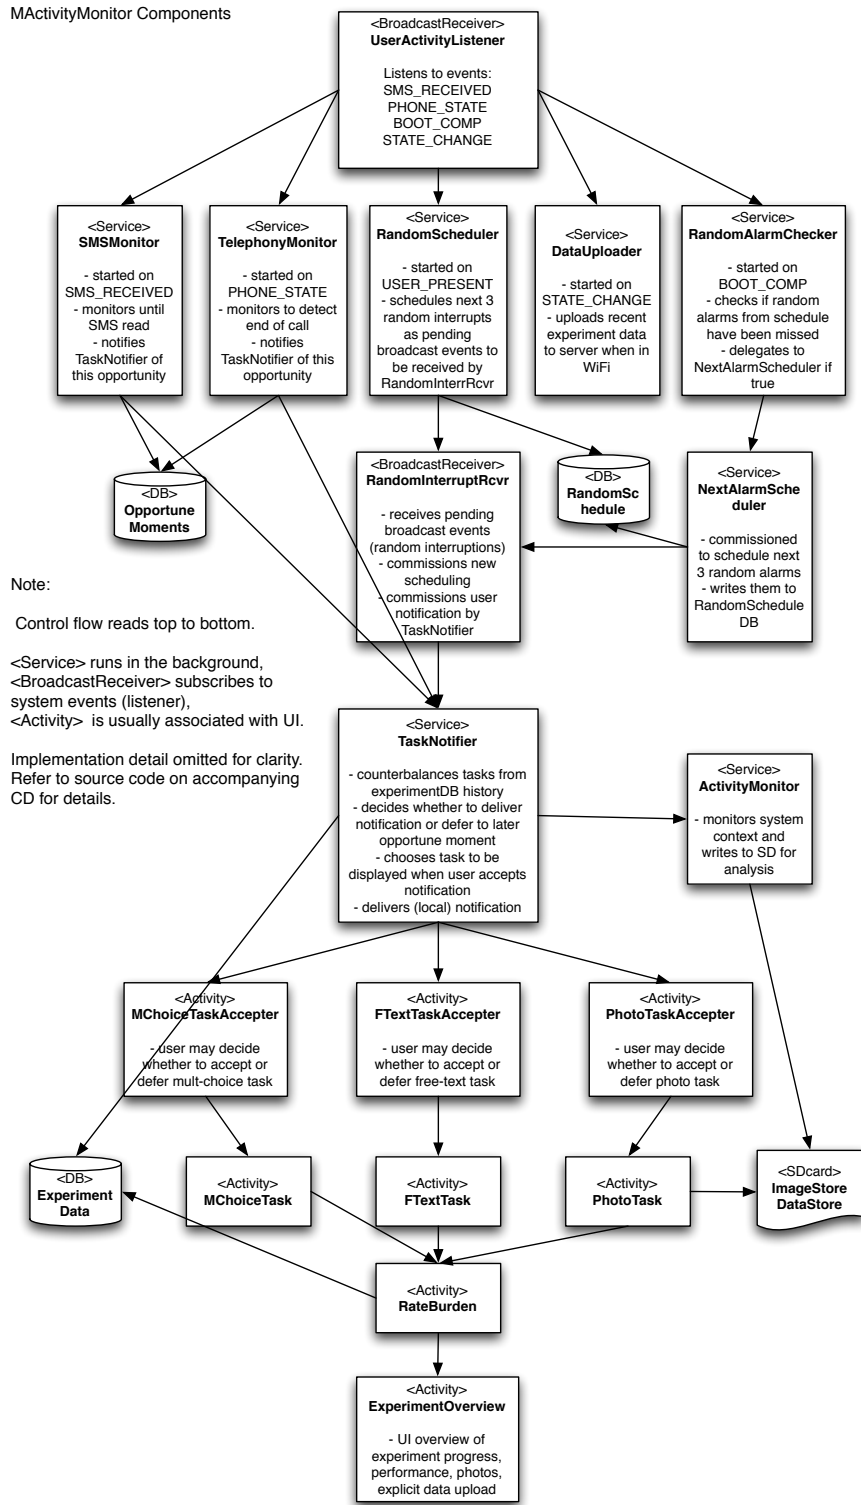 MActivityMonitor Components
<BroadcastReceiver>
UserActivityListener
Listens to events:
SMS_RECEIVED
PHONE_STATE
BOOT_COMP
STATE_CHANGE
<Service>
SMSMonitor
- started on
SMS_RECEIVED
- monitors until
SMS read
- notifies
TaskNotifier of
this opportunity
<Service>
TelephonyMonitor
- started on
PHONE_STATE
- monitors to detect
end of call
- notifies
TaskNotifier of this
opportunity
<Service>
RandomScheduler
- started on
USER_PRESENT
- schedules next 3
random interrupts
as pending
broadcast events to
be received by
RandomInterrRcvr
<Service>
DataUploader
- started on
STATE_CHANGE
- uploads recent
experiment data
to server when in
WiFi
<Service>
RandomAlarmChecker
- started on
BOOT_COMP
- checks if random
alarms from schedule
have been missed
- delegates to
NextAlarmScheduler if
true
<DB>
Opportune
Moments
<BroadcastReceiver>
RandomInterruptRcvr
- receives pending
broadcast events
(random interruptions)
- commissions new
scheduling
- commissions user
notification by
TaskNotifier
<DB>
RandomSc
hedule
<Service>
NextAlarmSche
duler
- commissioned
to schedule next
3 random alarms
- writes them to
RandomSchedule
DB
Note:
Control flow reads top to bottom.
<Service> runs in the background,
<BroadcastReceiver> subscribes to
system events (listener),
<Activity> is usually associated with UI.
Implementation detail omitted for clarity.
Refer to source code on accompanying
CD for details.
<Service>
TaskNotifier
- counterbalances tasks from
experimentDB history
- decides whether to deliver
notification or defer to later
opportune moment
- chooses task to be
displayed when user accepts
notification
- delivers (local) notification
<Service>
ActivityMonitor
- monitors system
context and
writes to SD for
analysis
<Activity>
MChoiceTaskAccepter
- user may decide
whether to accept or
defer mult-choice task
<Activity>
FTextTaskAccepter
- user may decide
whether to accept or
defer free-text task
<Activity>
PhotoTaskAccepter
- user may decide
whether to accept or
defer photo task
<DB>
Experiment
Data
<Activity>
MChoiceTask
<Activity>
FTextTask
<Activity>
PhotoTask
<SDcard>
ImageStore
DataStore
<Activity>
RateBurden
<Activity>
ExperimentOverview
- UI overview of
experiment progress,
performance, photos,
explicit data upload